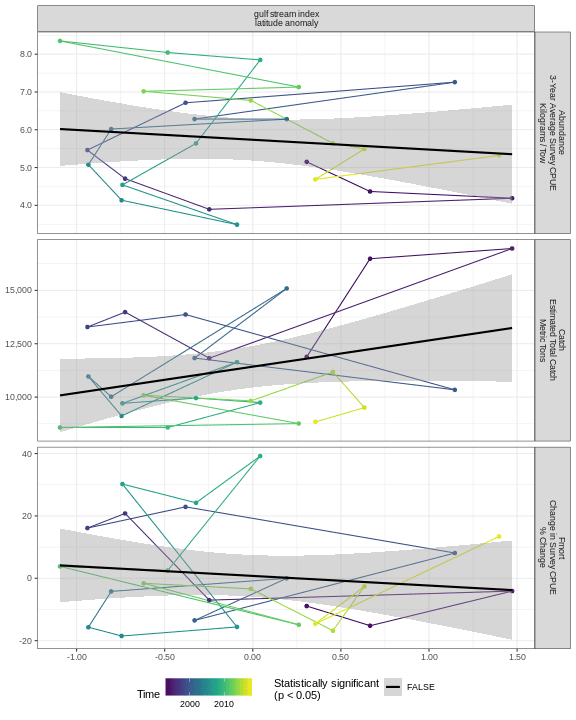 gulf stream index
latitude anomaly
8.0
7.0
6.0
5.0
4.0
Abundance
3-Year Average Survey CPUE
Kilograms / Tow
15,000
12,500
10,000
Catch
Estimated Total Catch
Metric Tons
40
20
0
-20
Fmort
Change in Survey CPUE
% Change
-1.00
-0.50
0.00
0.50
1.00
1.50
Time
2000
2010
Statistically significant
(p < 0.05)
FALSE